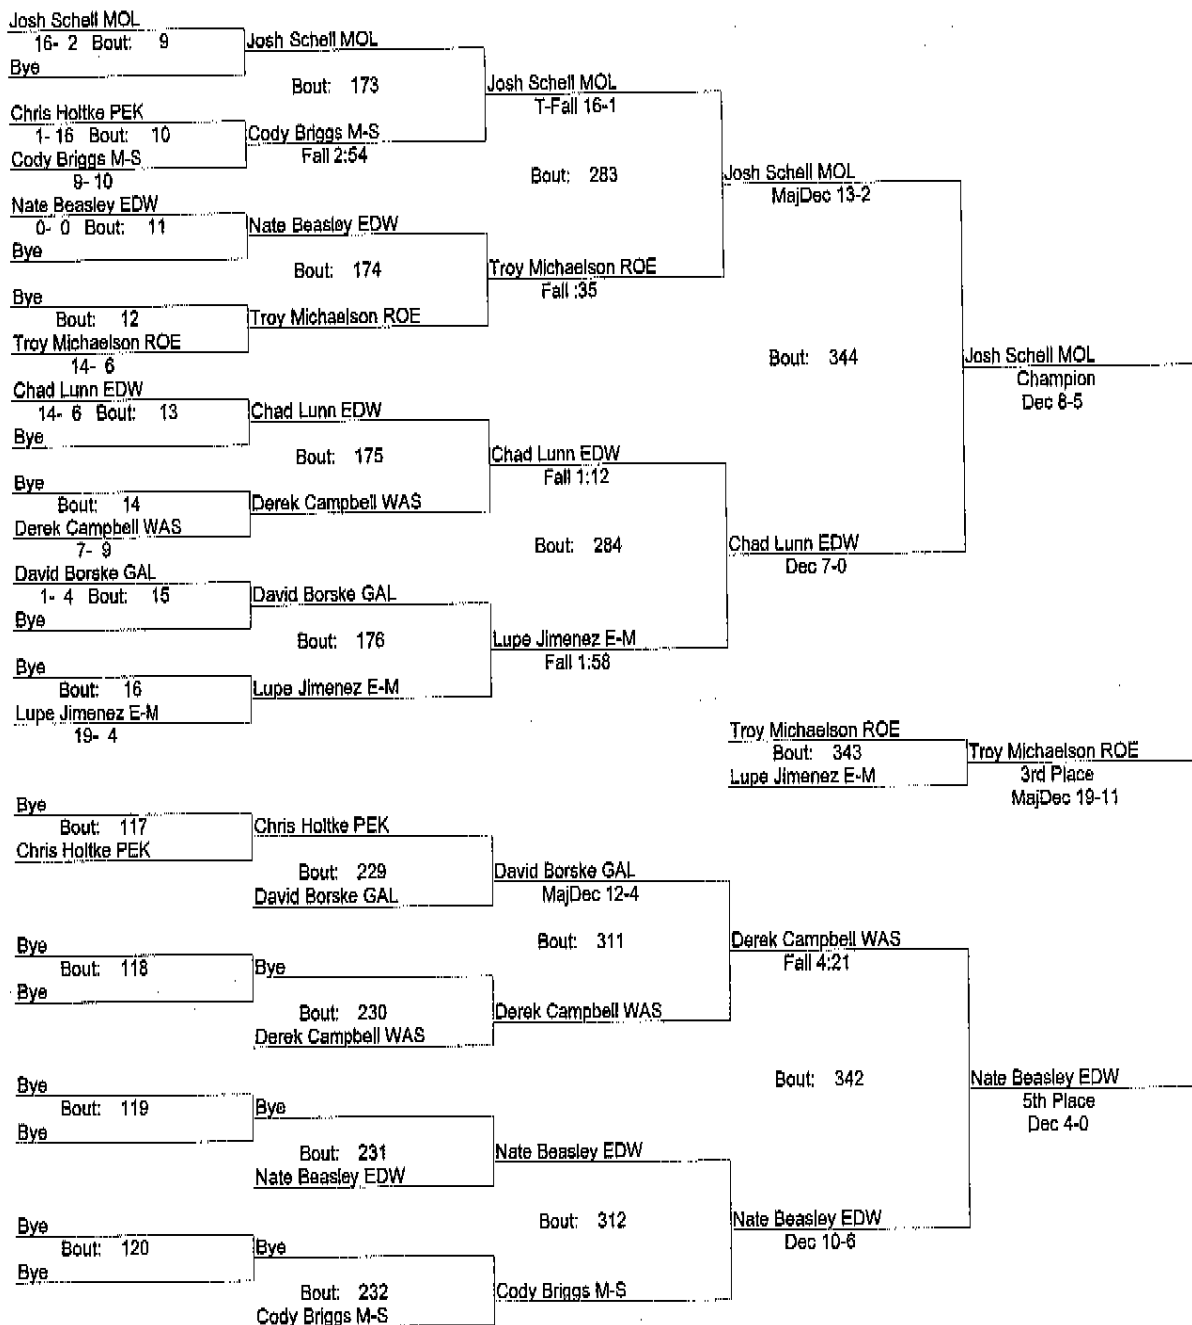 Josh Schell MOL
16- 2 Bout: 9
Bye
Josh Schell MOL
Bout: 173
Chris Holtke PEK
1- 16 Bout: 10
Cody Briggs M-S
9- 10
Cody Briggs M-S
Fall 2:54
Josh Schell MOL
T-Fall 16-1
Bout: 283
Nate Beasley EDW
0- 0 Bout: 11
Bye
Nate Beasley EDW
Bout: 174
Bye
Bout: 12
Troy Michaelson ROE
14- 6
Troy Michaelson ROE
Troy Michaelson ROE
Fall :35
Josh Schell MOL
MajDec 13-2
Bout: 344
Josh Schell MOL
Champion
Dec 8-5
Chad Lunn EDW
14- 6 Bout: 13
Bye
Chad Lunn EDW
Bout: 175
Bye
Bout: 14
Derek Campbell WAS
7- 9
Derek Campbell WAS
Chad Lunn EDW
Fall 1:12
Bout: 284
David Borske GAL
1- 4 Bout: 15
Bye
David Borske GAL
Bout: 176
Bye
Bout: 16
Lupe Jimenez E-M
19- 4
Lupe Jimenez E-M
Lupe Jimenez E-M
Fall 1:58
Chad Lunn EDW
Dec 7-0
Troy Michaelson ROE
Bout: 343
Lupe Jimenez E-M
Troy Michaelson ROE
3rd Place
MajDec 19-11
Bye
Bout: 117
Chris Holtke PEK
Chris Holtke PEK
Bout: 229
David Borske GAL
David Borske GAL
MajDec 12-4
Bout: 311
Bye
Bout: 118
Bye
Bye
Bout: 230
Derek Campbell WAS
Derek Campbell WAS
Derek Campbell WAS
Fall 4:21
Bout: 342
Nate Beasley EDW
5th Place
Dec 4-0
Bye
Bout: 119
Bye
Bye
Bout: 231
Nate Beasley EDW
Nate Beasley EDW
Bout: 312
Bye
Bout: 120
Bye
Bye
Bout: 232
Cody Briggs M-S
Cody Briggs M-S
Nate Beasley EDW
Dec 10-6